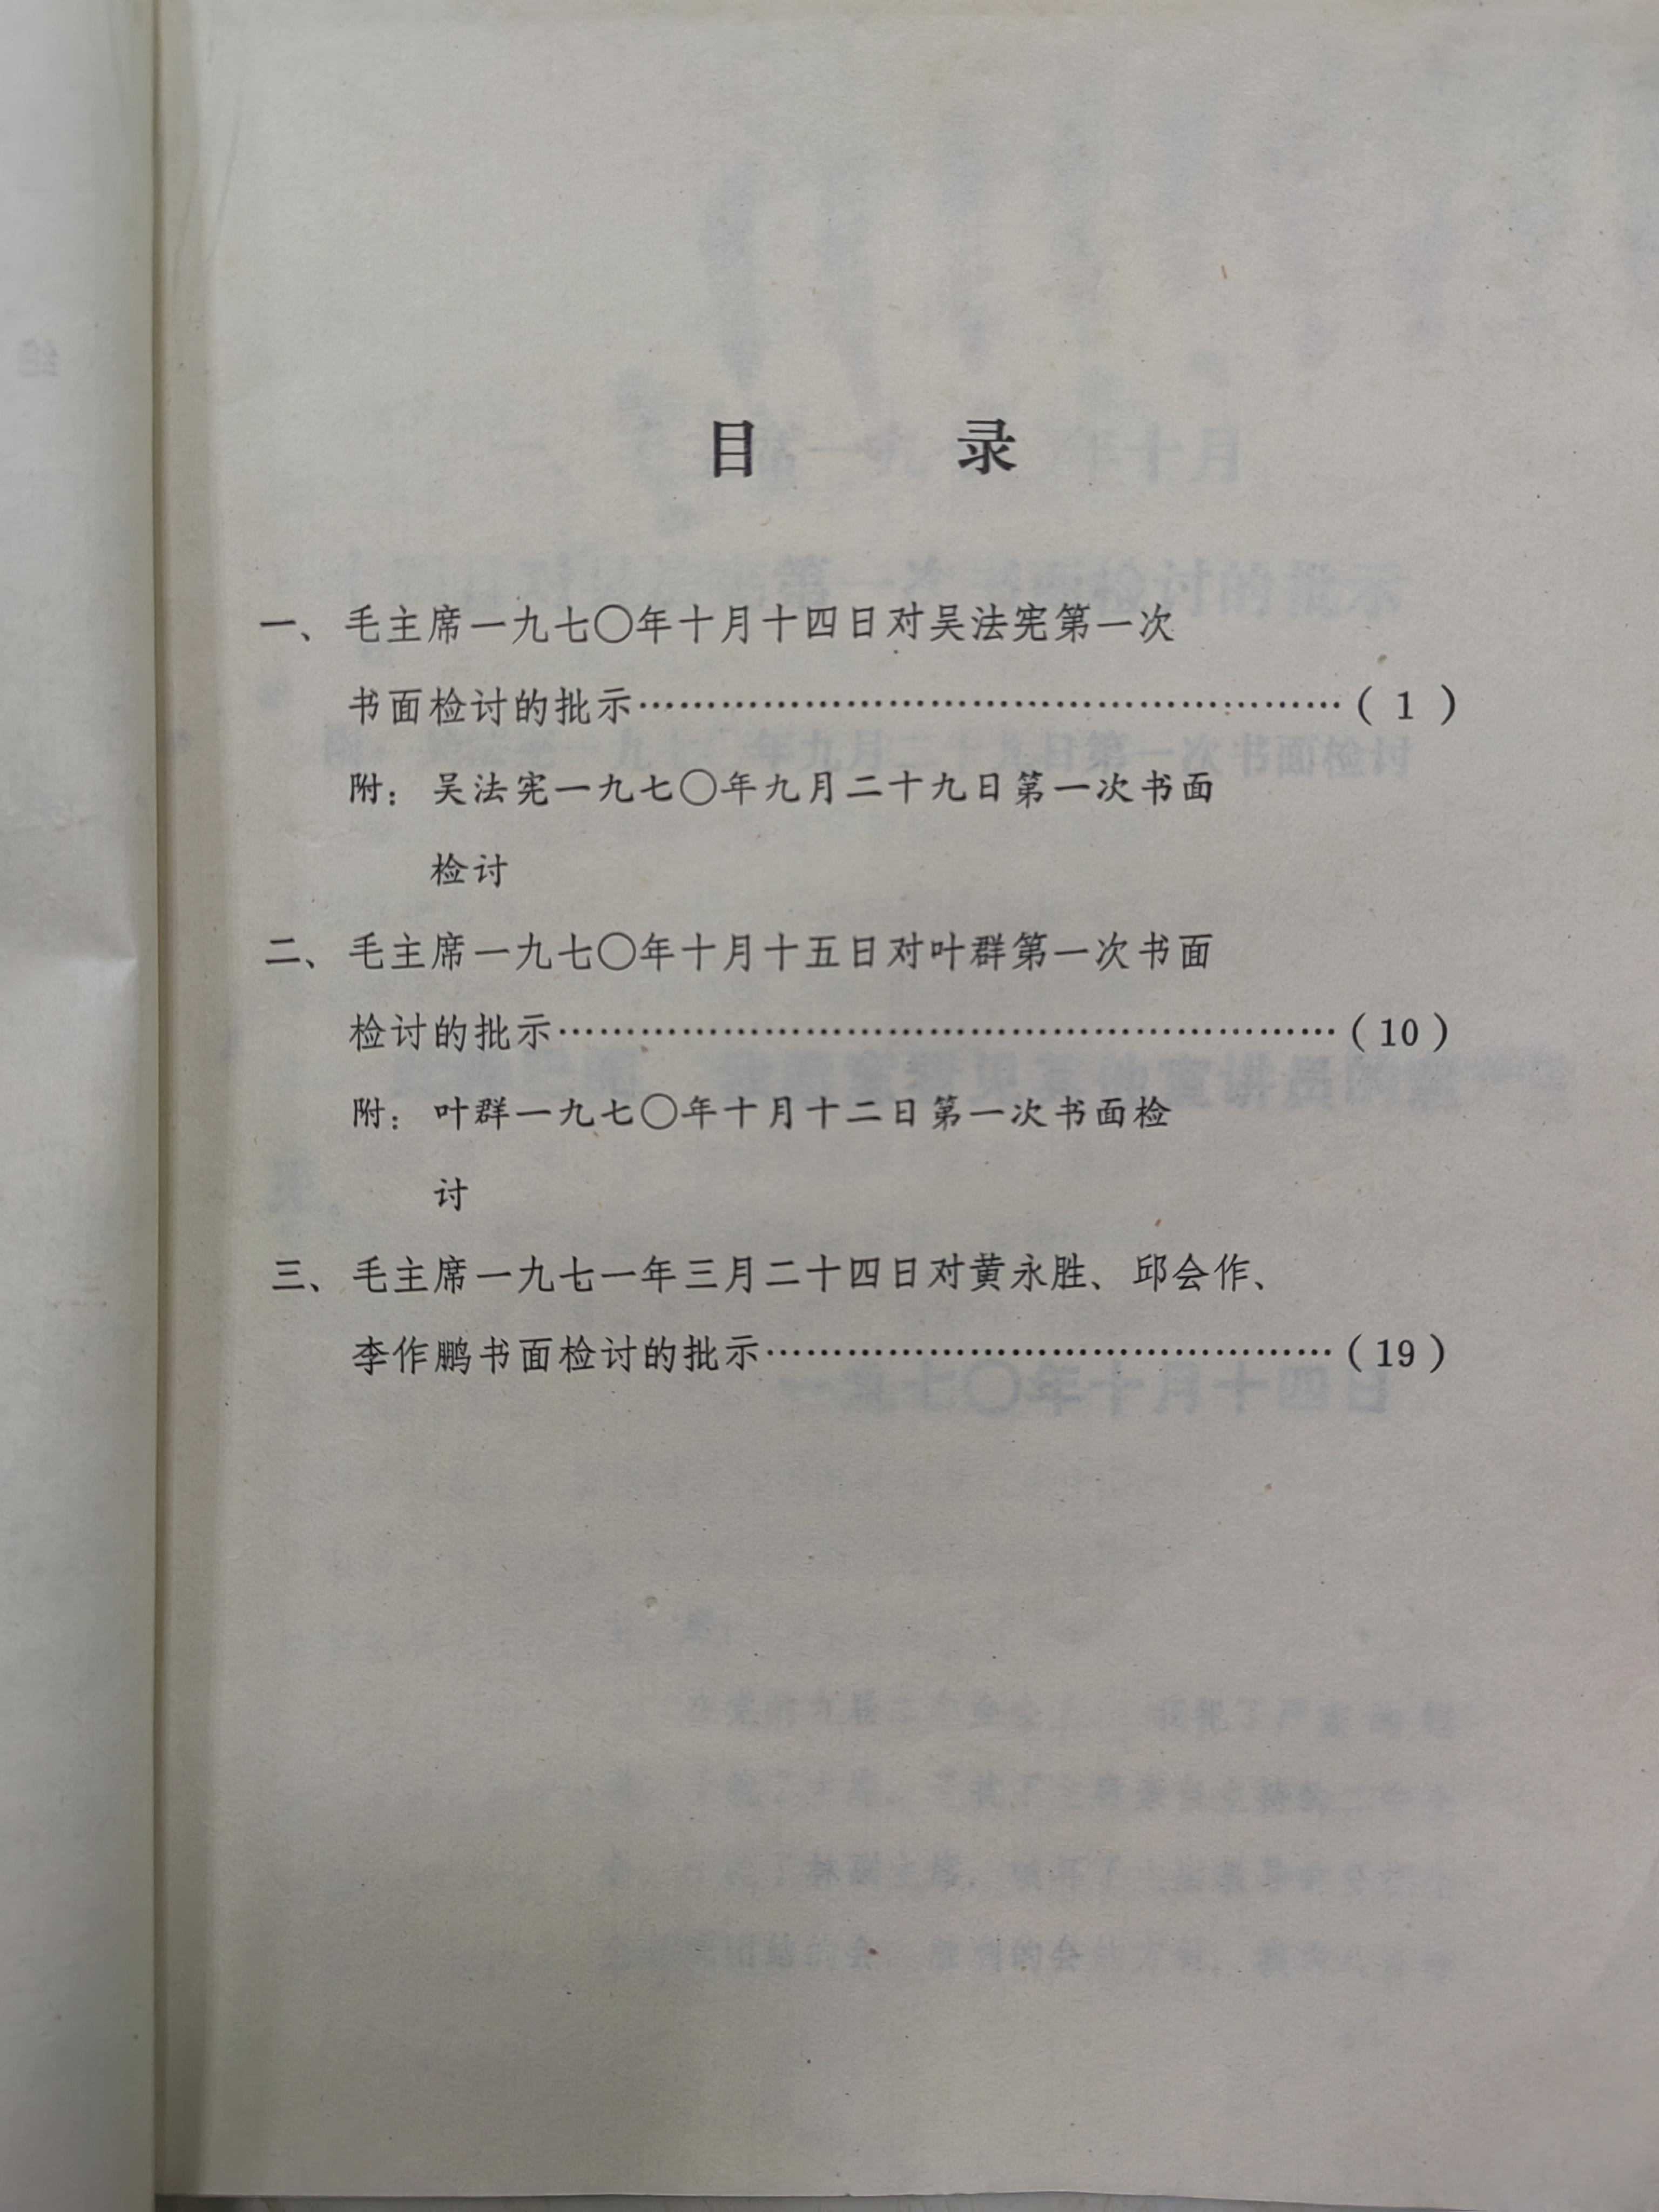 目 录
一、毛主席一九七〇年十月十四日对吴法宪第一次
书面检讨的批示……………………………………………(1)
附：吴法宪一九七〇年九月二十九日第一次书面
检讨
二、毛主席一九七〇年十月十五日对叶群第一次书面
检讨的批示…………………………………………………(10)
附：叶群一九七〇年十月十二日第一次书面检
讨
三、毛主席一九七一年三月二十四日对黄永胜、邱会作、
李作鹏书面检讨的批示……………………………………(19)